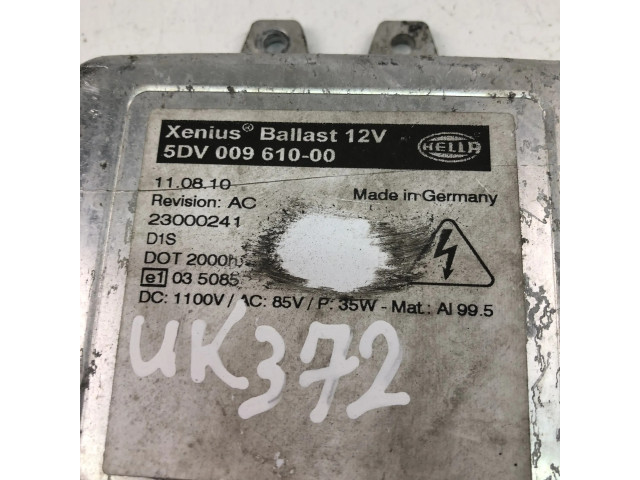 Xenius® Ballast 12V
5DV 009 610-00
HELLA
11.08.10
Made in Germany
Revision: AC
23000241
D1S
DOT 2000h
e1 03 5085
DC: 1100V / AC: 85V / P: 35W - Mat.: Al 99.5
UK372